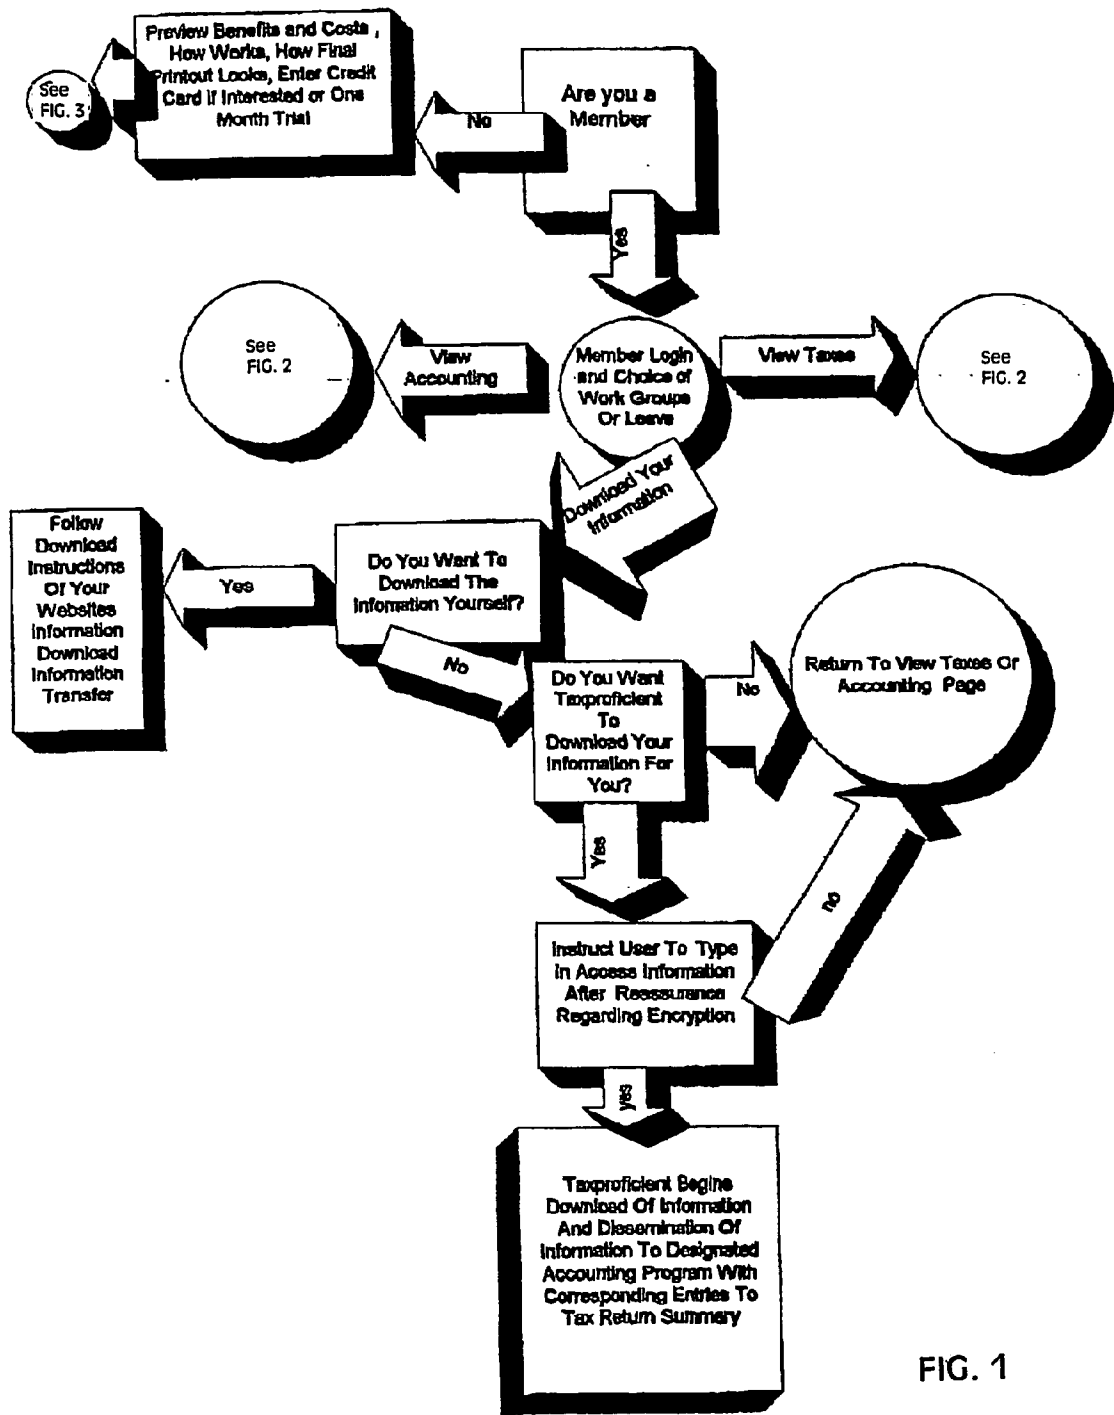 Preview Benefits and Costs ,
How Works, How Final
Printout Looks, Enter Credit
Card if Interested or One
Month Trial
See
FIG. 3
No
Are you a
Member
Yes
See
FIG. 2
View
Accounting
Member Login
and Choice of
Work Groups
Or Leave
View Taxes
See
FIG. 2
Download Your
Information
Follow
Download
Instructions
Of Your
Websites
Information
Download
Information
Transfer
Yes
Do You Want To
Download The
Infomation Yourself?
No
Do You Want
Taxproficient
To
Download Your
Information For
You?
No
Return To View Taxes Or
Accounting Page
Yes
no
Instruct User To Type
In Access Information
After Reassurance
Regarding Encryption
yes
Taxproficient Begins
Download Of Information
And Dissemination Of
Information To Designated
Accounting Program With
Corresponding Entries To
Tax Return Summary
FIG. 1